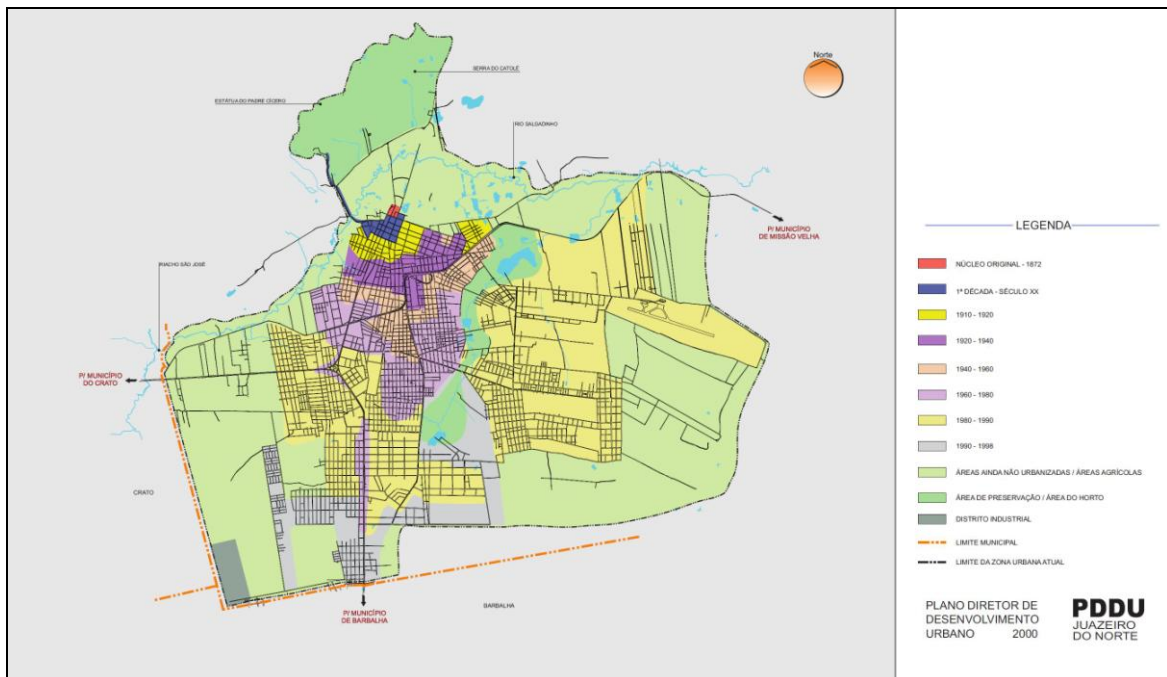 SERRA DO CATOLÉ
ESTÁTUA DO PADRE CÍCERO
RIO SALGADINHO
Norte
P/ MUNICÍPIO
DE MISSÃO VELHA
RIACHO SÃO JOSÉ
P/ MUNICÍPIO
DO CRATO
CRATO
P/ MUNICÍPIO
DE BARBALHA
BARBALHA
LEGENDA
NÚCLEO ORIGINAL - 1872
1ª DÉCADA - SÉCULO XX
1910 - 1920
1920 - 1940
1940 - 1960
1960 - 1980
1980 - 1990
1990 - 1998
ÁREAS AINDA NÃO URBANIZADAS / ÁREAS AGRÍCOLAS
ÁREA DE PRESERVAÇÃO / ÁREA DO HORTO
DISTRITO INDUSTRIAL
LIMITE MUNICIPAL
LIMITE DA ZONA URBANA ATUAL
PLANO DIRETOR DE
DESENVOLVIMENTO
URBANO 2000
PDDU
JUAZEIRO
DO NORTE